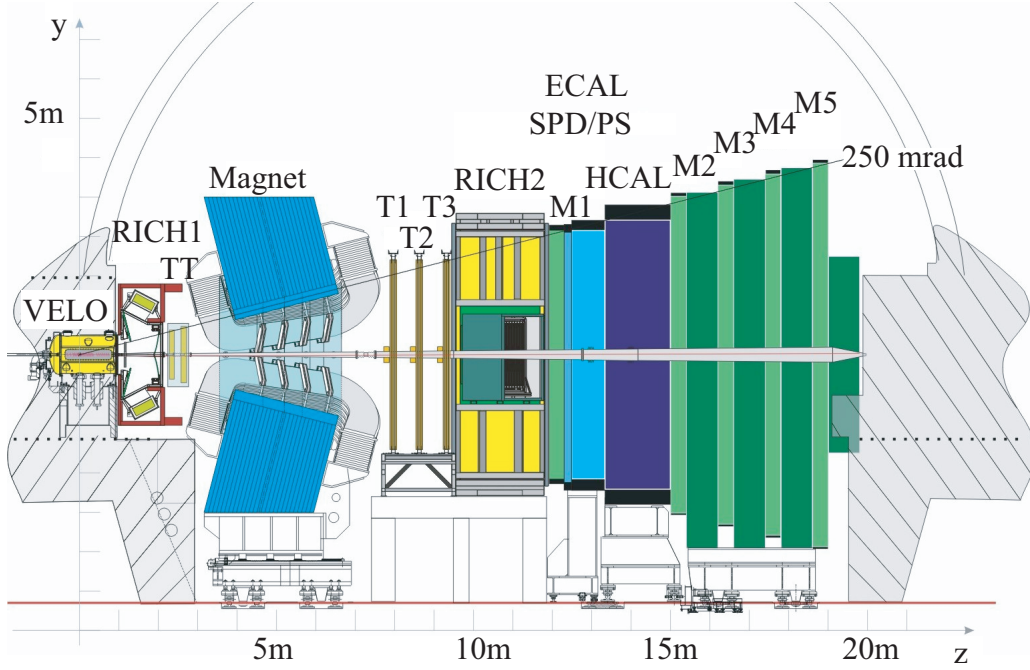 y
5m
ECAL
SPD/PS
M5
M4
M3
M2
250 mrad
Magnet
RICH2
HCAL
M1
T1
T3
T2
RICH1
TT
VELO
5m
10m
15m
20m
z